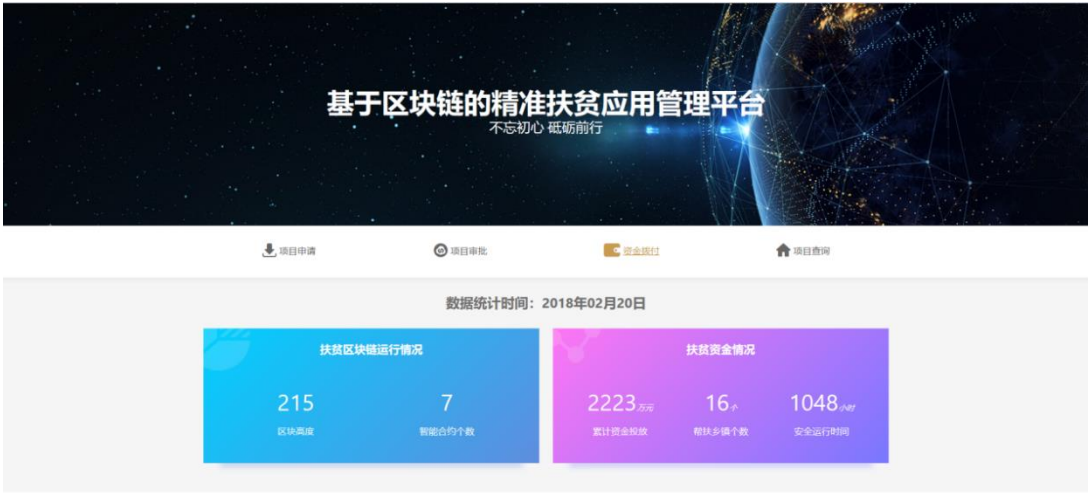 基于区块链的精准扶贫应用管理平台
不忘初心 砥砺前行
项目申请 项目审批 资金拨付 项目查询
数据统计时间：2018年02月20日
扶贫区块链运行情况
215 7
区块高度 智能合约个数
扶贫资金情况
2223万元 16个 1048小时
累计资金投放 帮扶乡镇个数 安全运行时间